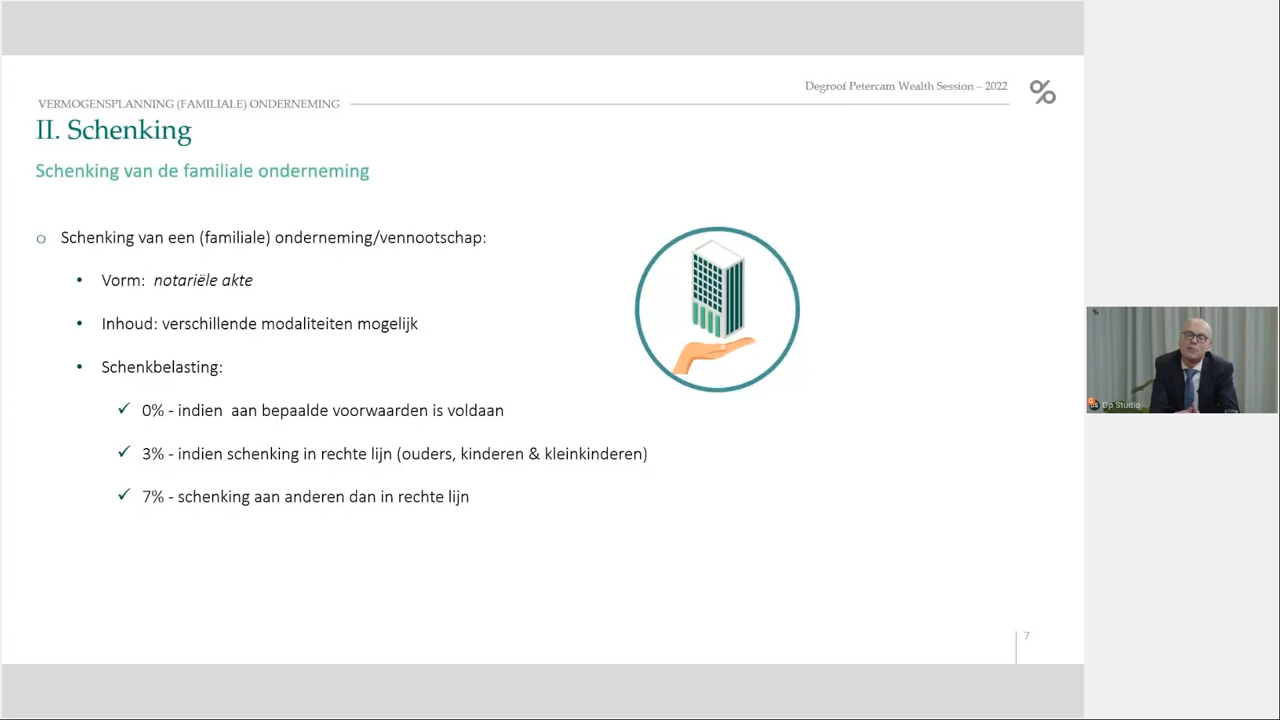 Degroof Petercam Wealth Session – 2022
VERMOGENSPLANNING (FAMILIALE) ONDERNEMING
II. Schenking
Schenking van de familiale onderneming
o Schenking van een (familiale) onderneming/vennootschap:
• Vorm: notariële akte
• Inhoud: verschillende modaliteiten mogelijk
• Schenkbelasting:
✓ 0% - indien aan bepaalde voorwaarden is voldaan
✓ 3% - indien schenking in rechte lijn (ouders, kinderen & kleinkinderen)
✓ 7% - schenking aan anderen dan in rechte lijn
Dp Studio
7